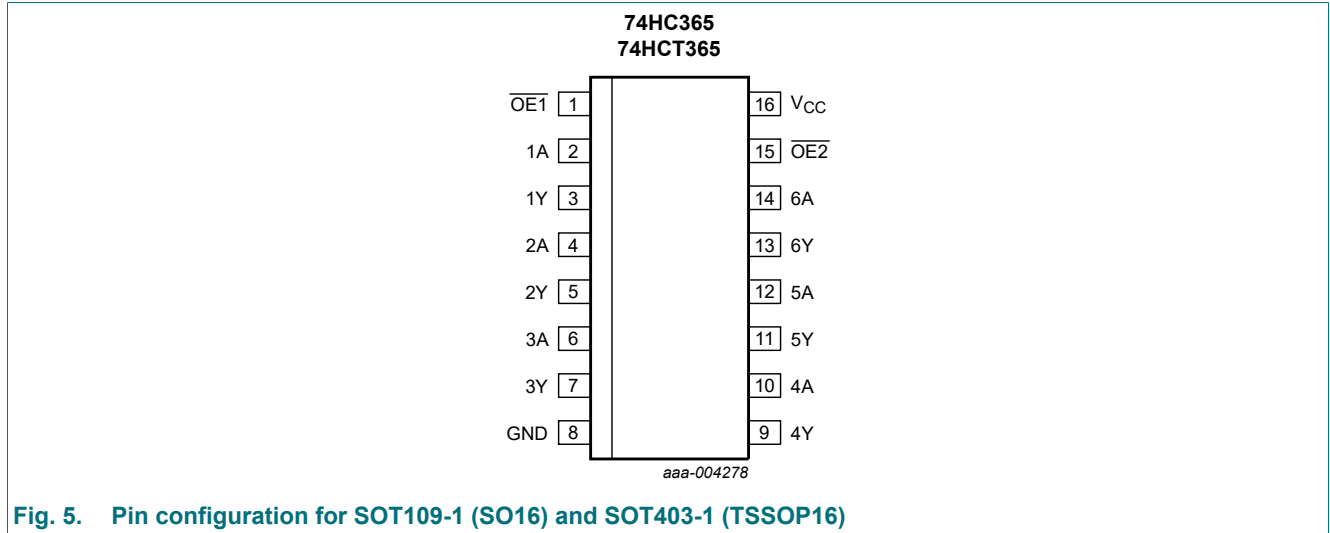 74HC365
74HCT365
OE1 1 16 VCC
1A 2 15 OE2
1Y 3 14 6A
2A 4 13 6Y
2Y 5 12 5A
3A 6 11 5Y
3Y 7 10 4A
GND 8 9 4Y
aaa-004278
Fig. 5. Pin configuration for SOT109-1 (SO16) and SOT403-1 (TSSOP16)